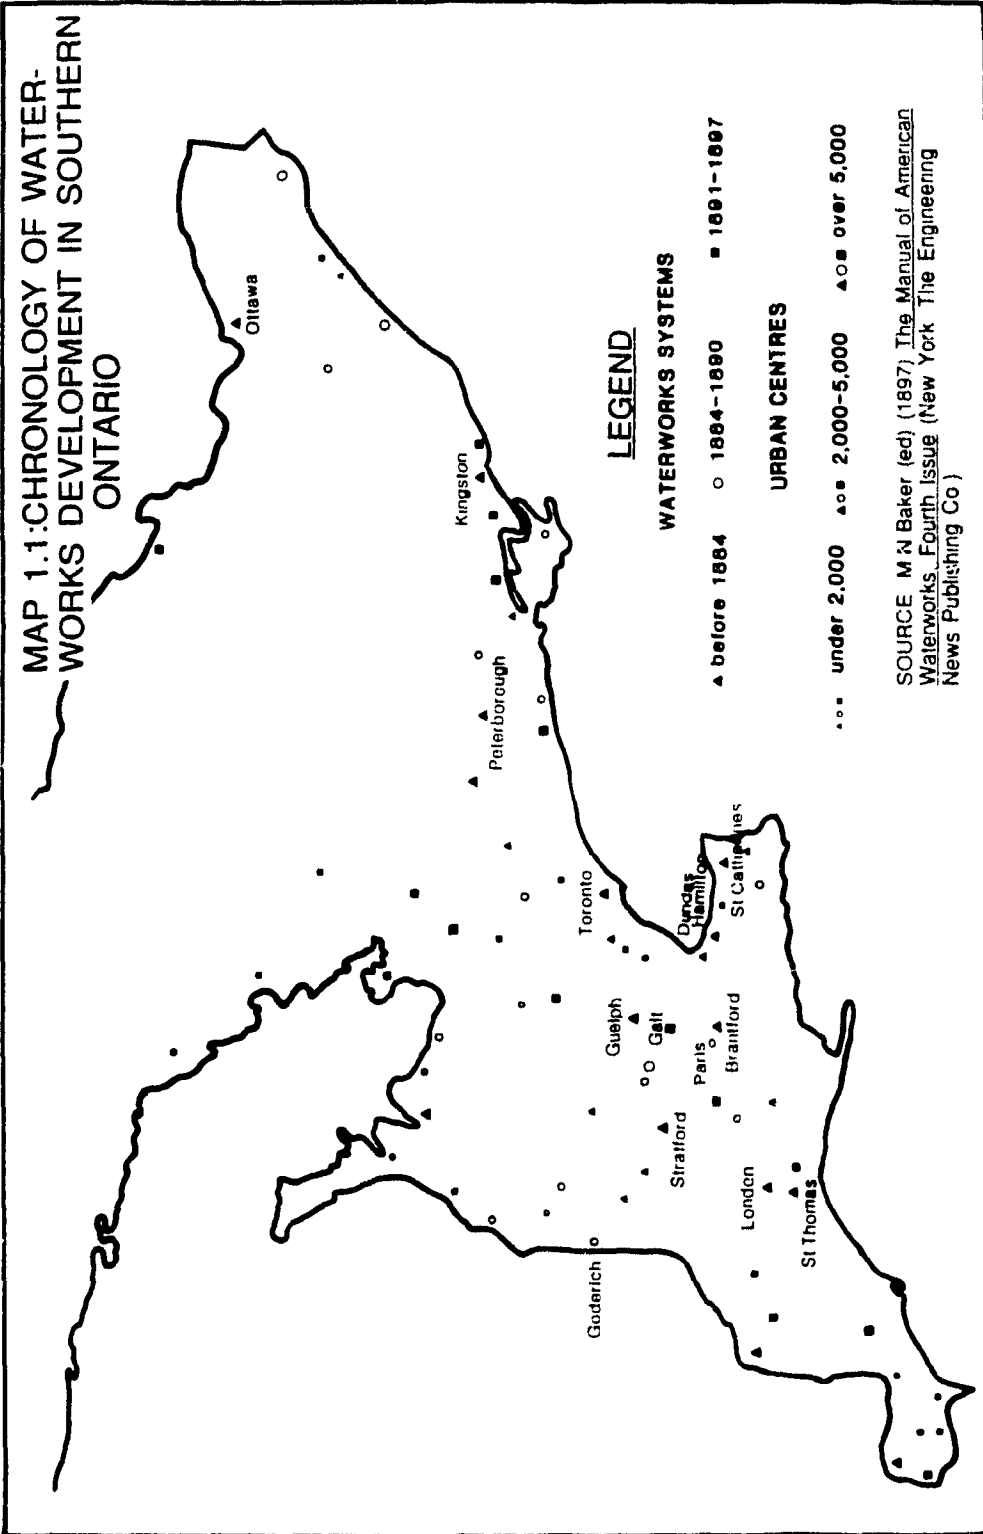 MAP 1.1:CHRONOLOGY OF WATER-
WORKS DEVELOPMENT IN SOUTHERN
ONTARIO
Ottawa
Kingston
Peterborough
Toronto
Dundas
Hamilton
St Catharines
Guelph
Galt
Paris
Brantford
Stratford
London
St Thomas
Goderich
LEGEND
WATERWORKS SYSTEMS
▲ before 1884 ○ 1884-1890 ■ 1891-1897
URBAN CENTRES
▲○■ under 2,000 ▲○■ 2,000-5,000 ▲○■ over 5,000
SOURCE M N Baker (ed) (1897) The Manual of American
Waterworks, Fourth Issue (New York The Engineering
News Publishing Co)